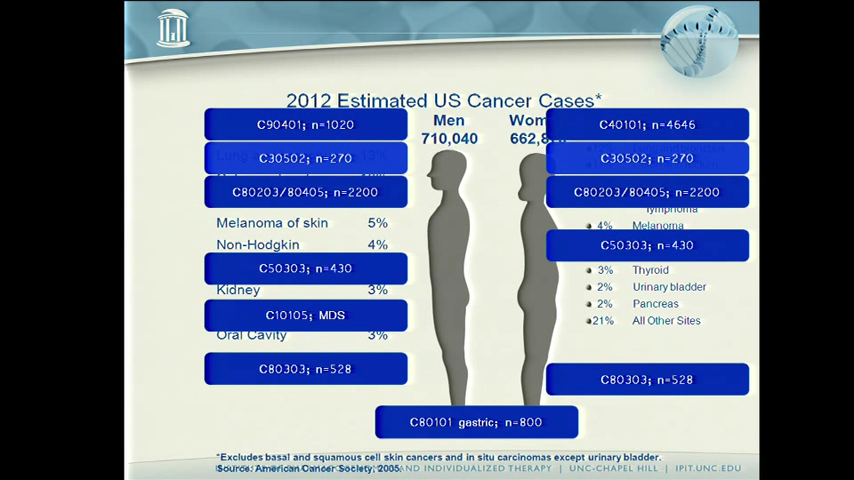 2012 Estimated US Cancer Cases*
Men
710,040
C90401; n=1020
C30502; n=270
C80203/80405; n=2200
Melanoma of skin 5%
Non-Hodgkin 4%
C50303; n=430
Kidney 3%
C10105; MDS
Oral Cavity 3%
C80303; n=528
C40101; n=4646
C30502; n=270
C80203/80405; n=2200
lymphoma
4% Melanoma
C50303; n=430
3% Thyroid
2% Urinary bladder
2% Pancreas
21% All Other Sites
C80303; n=528
C80101 gastric; n=800
*Excludes basal and squamous cell skin cancers and in situ carcinomas except urinary bladder.
Source: American Cancer Society, 2005.
AND INDIVIDUALIZED THERAPY | UNC-CHAPEL HILL | IPIT.UNC.EDU